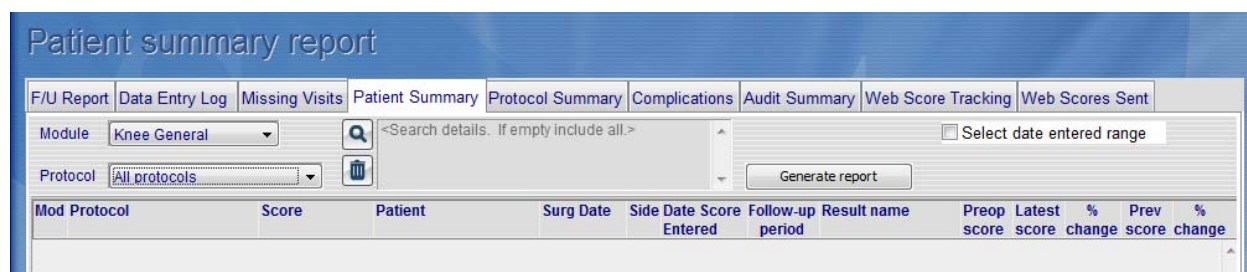 Patient summary report
F/U Report Data Entry Log Missing Visits Patient Summary Protocol Summary Complications Audit Summary Web Score Tracking Web Scores Sent
Module Knee General <Search details. If empty include all.> Select date entered range
Protocol All protocols Generate report
Mod Protocol Score Patient Surg Date Side Date Score Follow-up Result name Preop Latest % Prev %
Entered period score score change score change